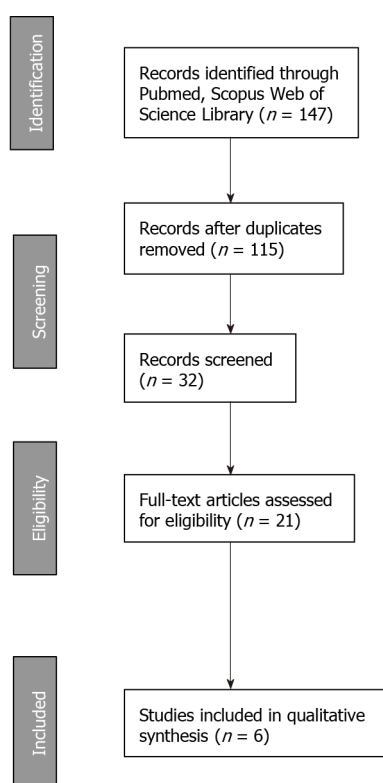 Identification
Records identified through
Pubmed, Scopus Web of
Science Library (n = 147)
Records after duplicates
removed (n = 115)
Screening
Records screened
(n = 32)
Eligibility
Full-text articles assessed
for eligibility (n = 21)
Included
Studies included in qualitative
synthesis (n = 6)